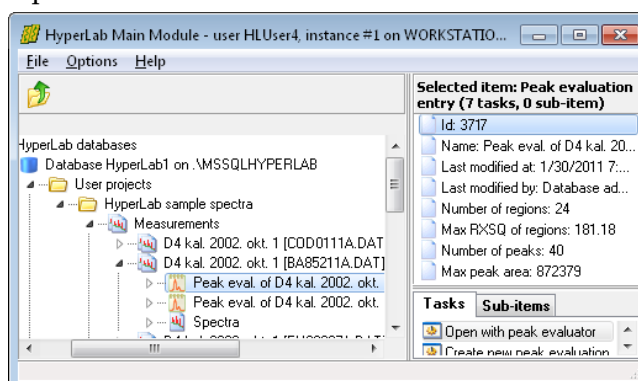 HyperLab Main Module - user HLUser4, instance #1 on WORKSTATIO...
File Options Help
HyperLab databases
Database HyperLab1 on .\MSSQLHYPERLAB
User projects
HyperLab sample spectra
Measurements
D4 kal. 2002. okt. 1 [COD0111A.DAT
D4 kal. 2002. okt. 1 [BA85211A.DAT]
Peak eval. of D4 kal. 2002. okt.
Peak eval. of D4 kal. 2002. okt.
Spectra
Selected item: Peak evaluation
entry (7 tasks, 0 sub-item)
Id: 3717
Name: Peak eval. of D4 kal. 20...
Last modified at: 1/30/2011 7:...
Last modified by: Database ad...
Number of regions: 24
Max RXSQ of regions: 181.18
Number of peaks: 40
Max peak area: 872379
Tasks Sub-items
Open with peak evaluator
Create new peak evaluation